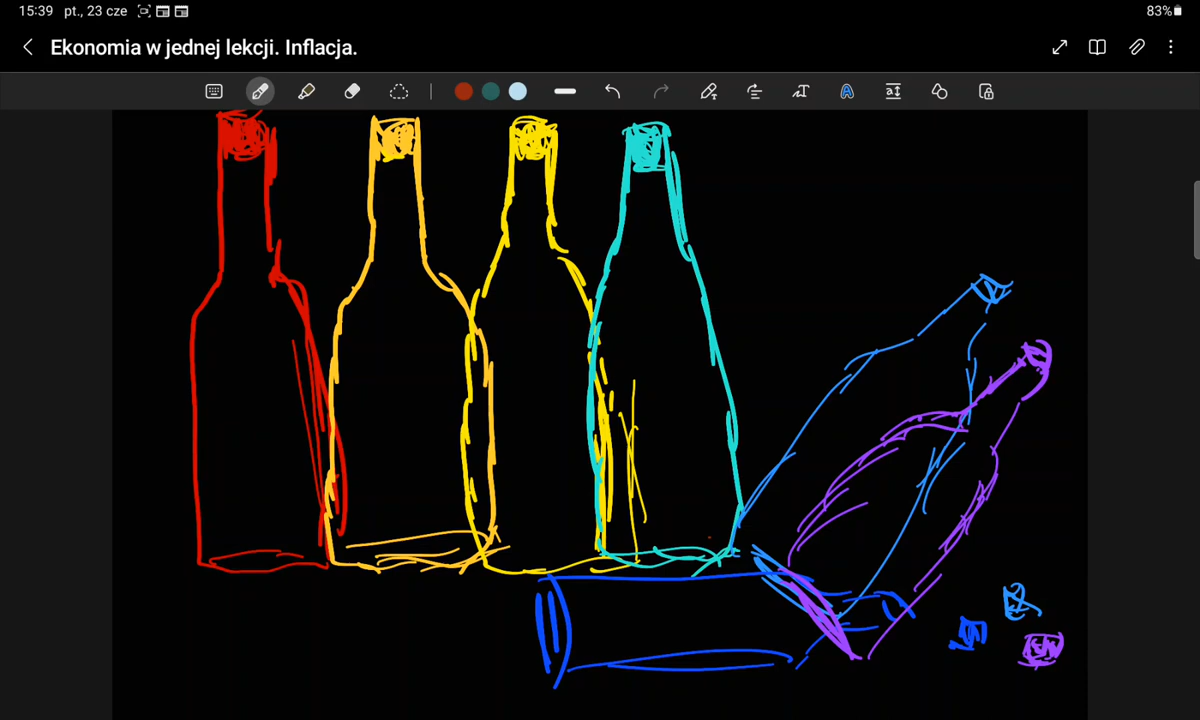 15:39 pt., 23 cze 83%
Ekonomia w jednej lekcji. Inflacja.